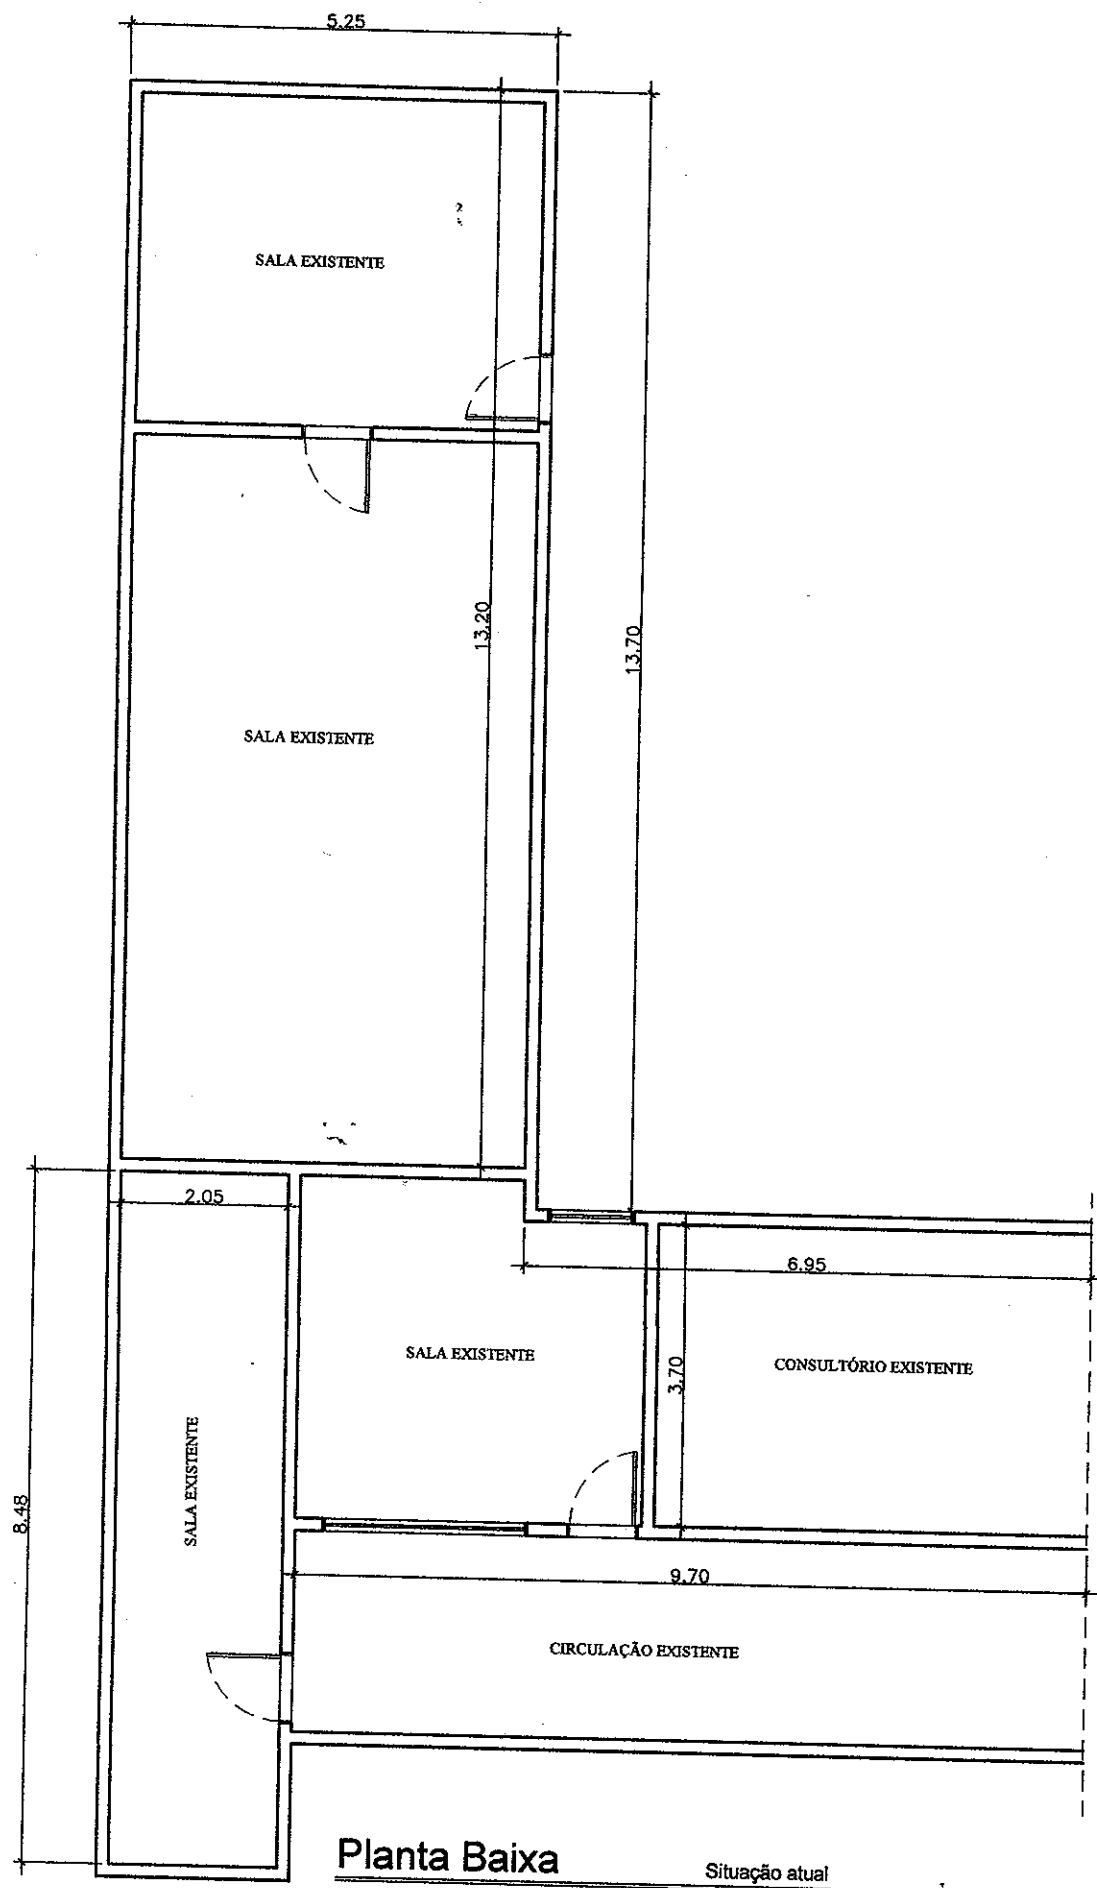 5.25
SALA EXISTENTE
13.20
13.70
SALA EXISTENTE
2.05
6.95
SALA EXISTENTE
3.70
CONSULTÓRIO EXISTENTE
SALA EXISTENTE
8.48
9.70
CIRCULAÇÃO EXISTENTE
Planta Baixa
Situação atual